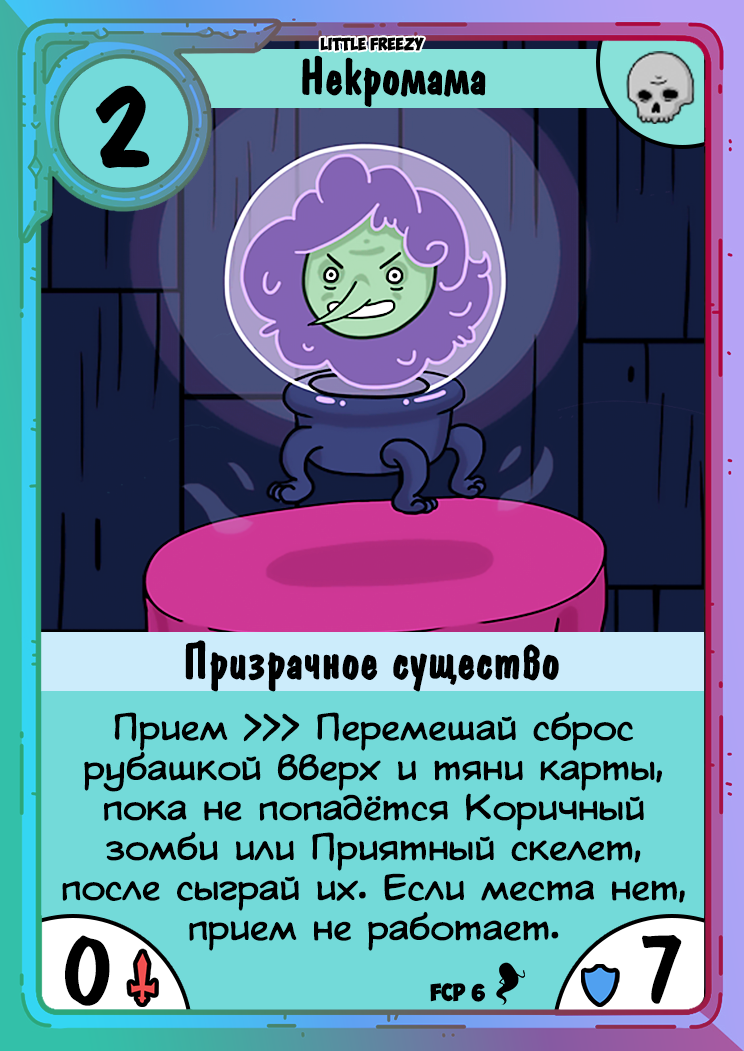 LITTLE FREEZY
2
Некромама
Призрачное существо
Прием >>> Перемешай сброс
рубашкой вверх и тяни карты,
пока не попадётся Коричный
зомби или Приятный скелет,
после сыграй их. Если места нет,
прием не работает.
0
FCP 6
7